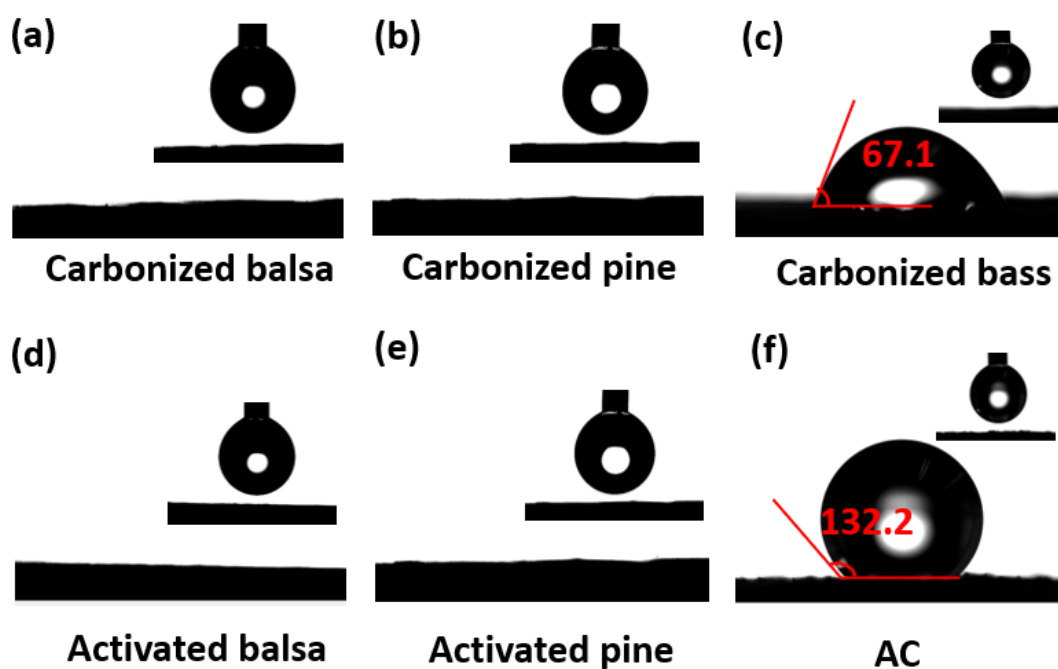 (a)
(b)
(c)
67.1
Carbonized balsa
Carbonized pine
Carbonized bass
(d)
(e)
(f)
132.2
Activated balsa
Activated pine
AC